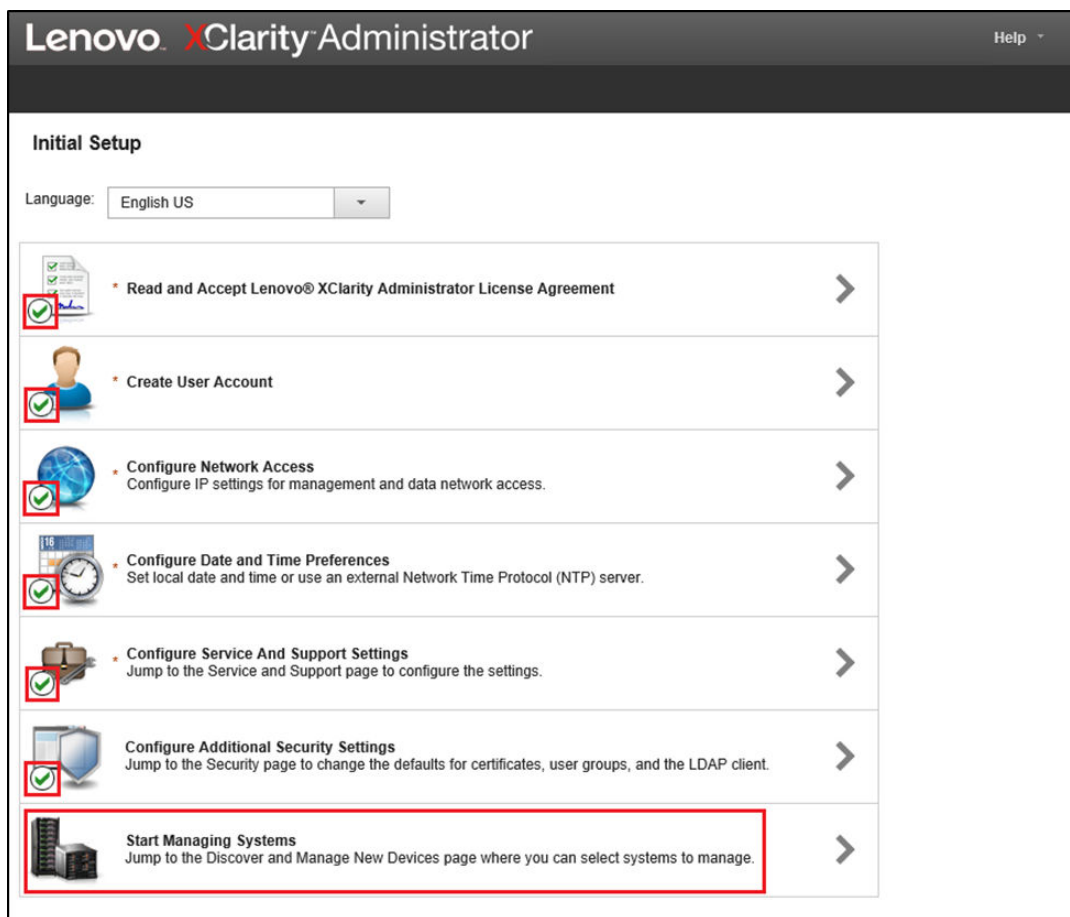 Lenovo. XClarity™ Administrator
Help
Initial Setup
Language:
English US
* Read and Accept Lenovo® XClarity Administrator License Agreement
* Create User Account
* Configure Network Access
Configure IP settings for management and data network access.
16
* Configure Date and Time Preferences
Set local date and time or use an external Network Time Protocol (NTP) server.
* Configure Service And Support Settings
Jump to the Service and Support page to configure the settings.
Configure Additional Security Settings
Jump to the Security page to change the defaults for certificates, user groups, and the LDAP client.
Start Managing Systems
Jump to the Discover and Manage New Devices page where you can select systems to manage.